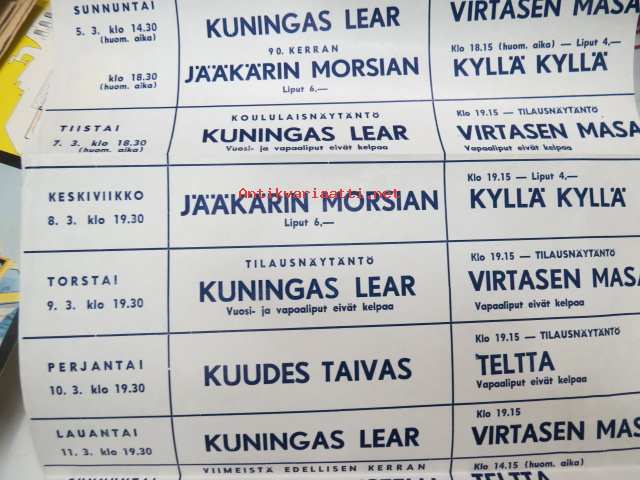 SUNNUNTAI
5. 3. klo 14.30
(huom. aika)
KUNINGAS LEAR
VIRTASEN MASA
klo 18.30
(huom. aika)
90. KERRAN
JÄÄKÄRIN MORSIAN
Liput 6,—
Klo 18.15 (huom. aika) — Liput 4,—
KYLLÄ KYLLÄ
TIISTAI
7. 3. klo 18.30
(huom. aika)
KOULULAISNÄYTÄNTÖ
KUNINGAS LEAR
Vuosi- ja vapaaliput eivät kelpaa
Klo 19.15 — TILAUSNÄYTÄNTÖ
VIRTASEN MASA
Vapaaliput eivät kelpaa
KESKIVIIKKO
8. 3. klo 19.30
Antikvariaatti.net
JÄÄKÄRIN MORSIAN
Liput 6,—
Klo 19.15 — Liput 4,—
KYLLÄ KYLLÄ
TORSTAI
9. 3. klo 19.30
TILAUSNÄYTÄNTÖ
KUNINGAS LEAR
Vuosi- ja vapaaliput eivät kelpaa
Klo 19.15 — TILAUSNÄYTÄNTÖ
VIRTASEN MASA
Vapaaliput eivät kelpaa
PERJANTAI
10. 3. klo 19.30
KUUDES TAIVAS
Klo 19.15 — TILAUSNÄYTÄNTÖ
TELTTA
Vapaaliput eivät kelpaa
LAUANTAI
11. 3. klo 19.30
KUNINGAS LEAR
Klo 19.15
VIRTASEN MASA
VIIMEISTÄ EDELLISEN KERRAN
Klo 14.15 (huom. aika)
TELTTA